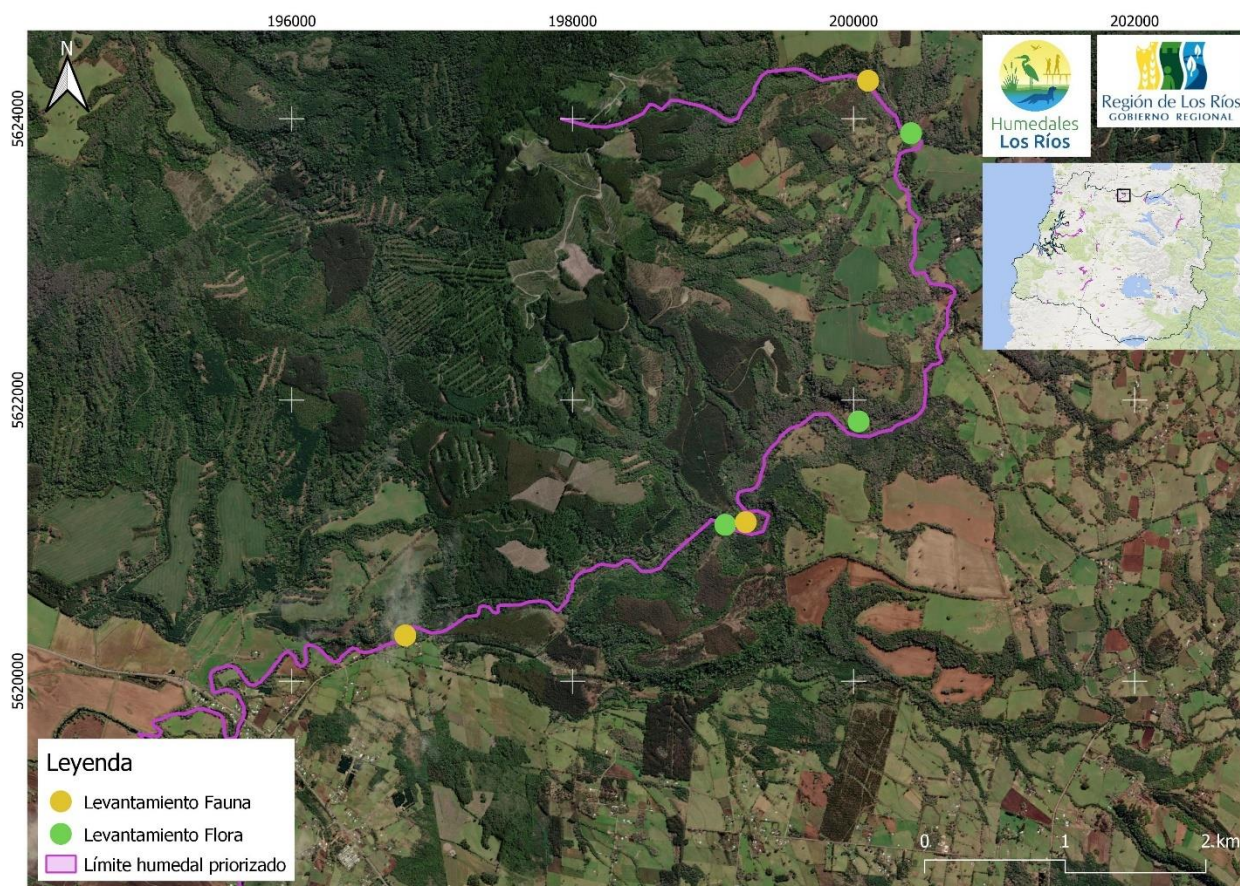 196000
198000
200000
202000
N
Humedales
Los Ríos
Región de Los Ríos
GOBIERNO REGIONAL
5624000
5622000
5620000
Leyenda
Levantamiento Fauna
Levantamiento Flora
Límite humedal priorizado
0 1 2 km